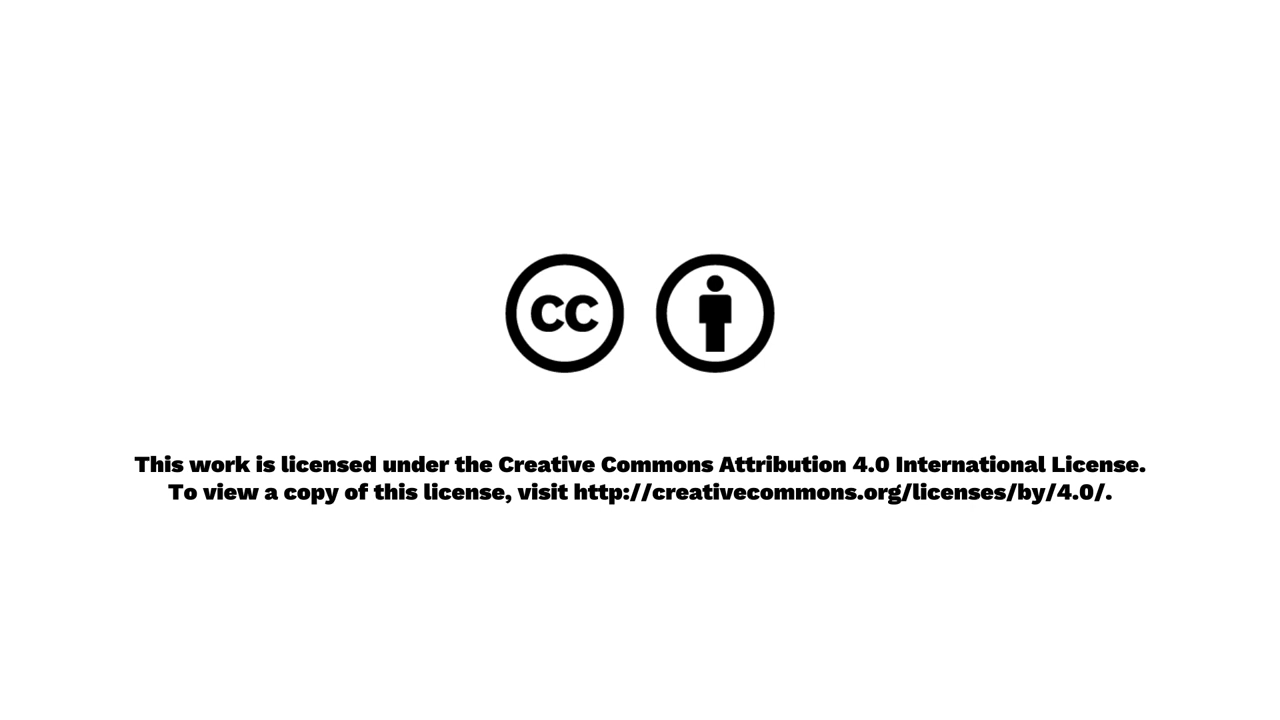 cc
This work is licensed under the Creative Commons Attribution 4.0 International License.
To view a copy of this license, visit http://creativecommons.org/licenses/by/4.0/.